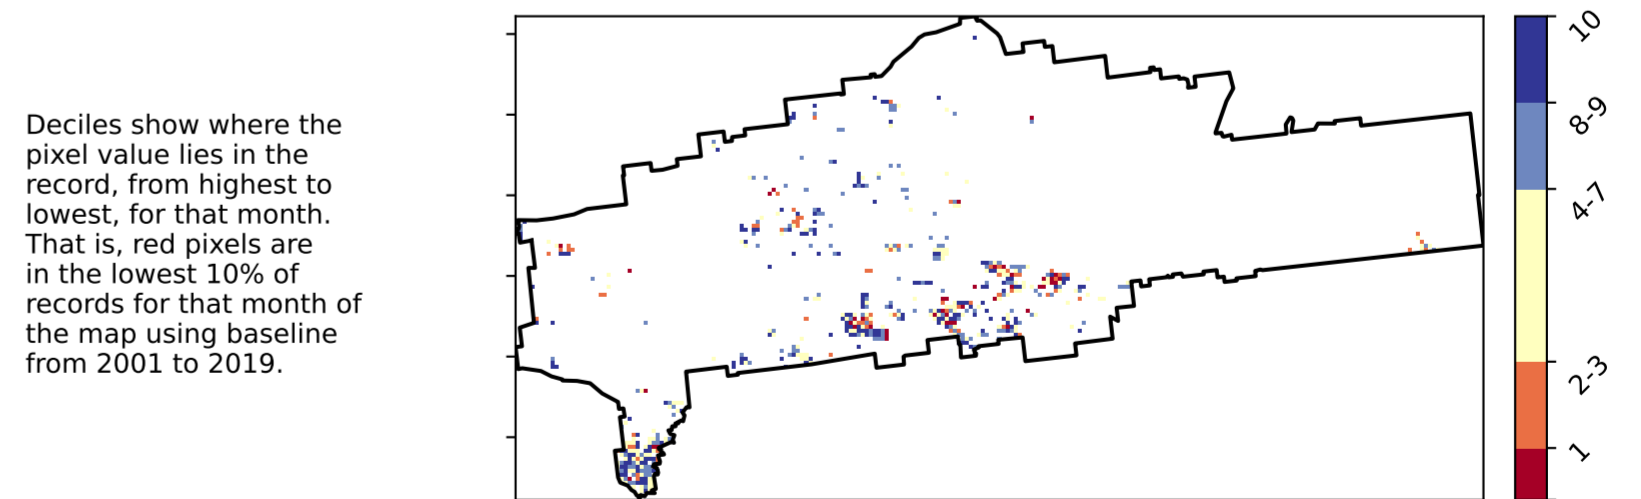 Deciles show where the
pixel value lies in the
record, from highest to
lowest, for that month.
That is, red pixels are
in the lowest 10% of
records for that month of
the map using baseline
from 2001 to 2019.
10
8-9
4-7
2-3
1